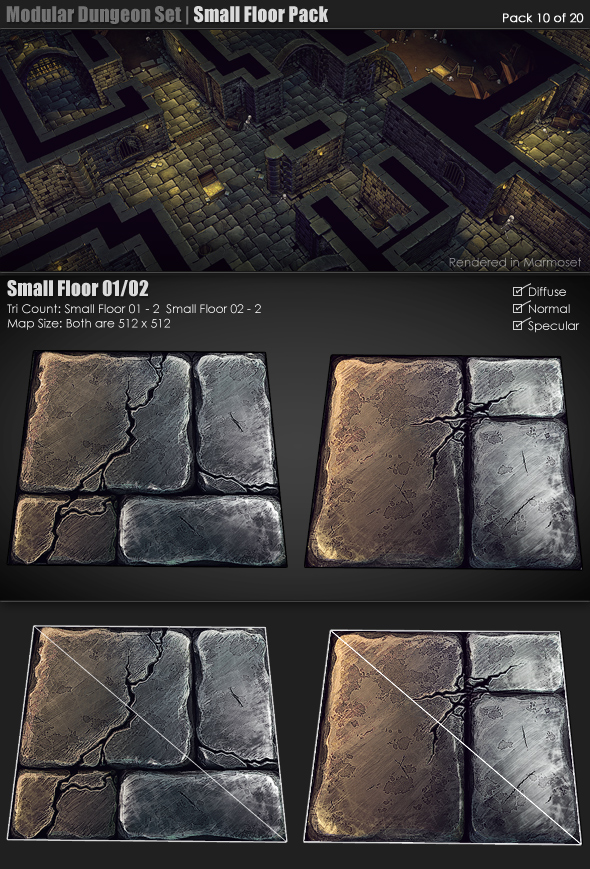 Modular Dungeon Set | Small Floor Pack
Pack 10 of 20
Rendered in Marmoset
Small Floor 01/02
Tri Count: Small Floor 01 - 2  Small Floor 02 - 2
Map Size: Both are 512 x 512
Diffuse
Normal
Specular